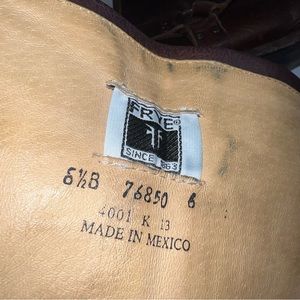 FRYE®
SINCE 1863
6½B 76850 6
4001 K 13
MADE IN MEXICO